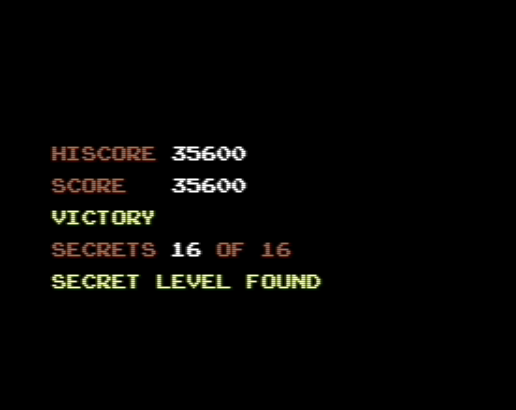 HISCORE 35600
SCORE 35600
VICTORY
SECRETS 16 OF 16
SECRET LEVEL FOUND